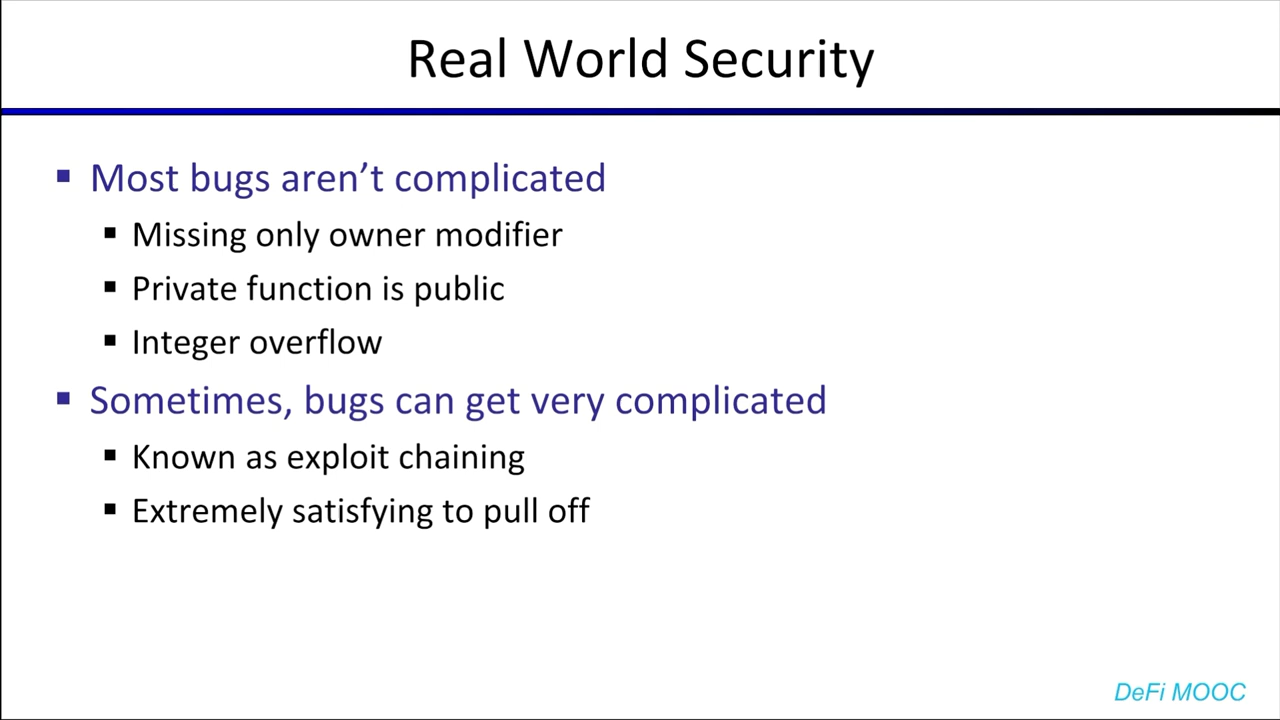 Real World Security
Most bugs aren’t complicated
Missing only owner modifier
Private function is public
Integer overflow
Sometimes, bugs can get very complicated
Known as exploit chaining
Extremely satisfying to pull off
DeFi MOOC